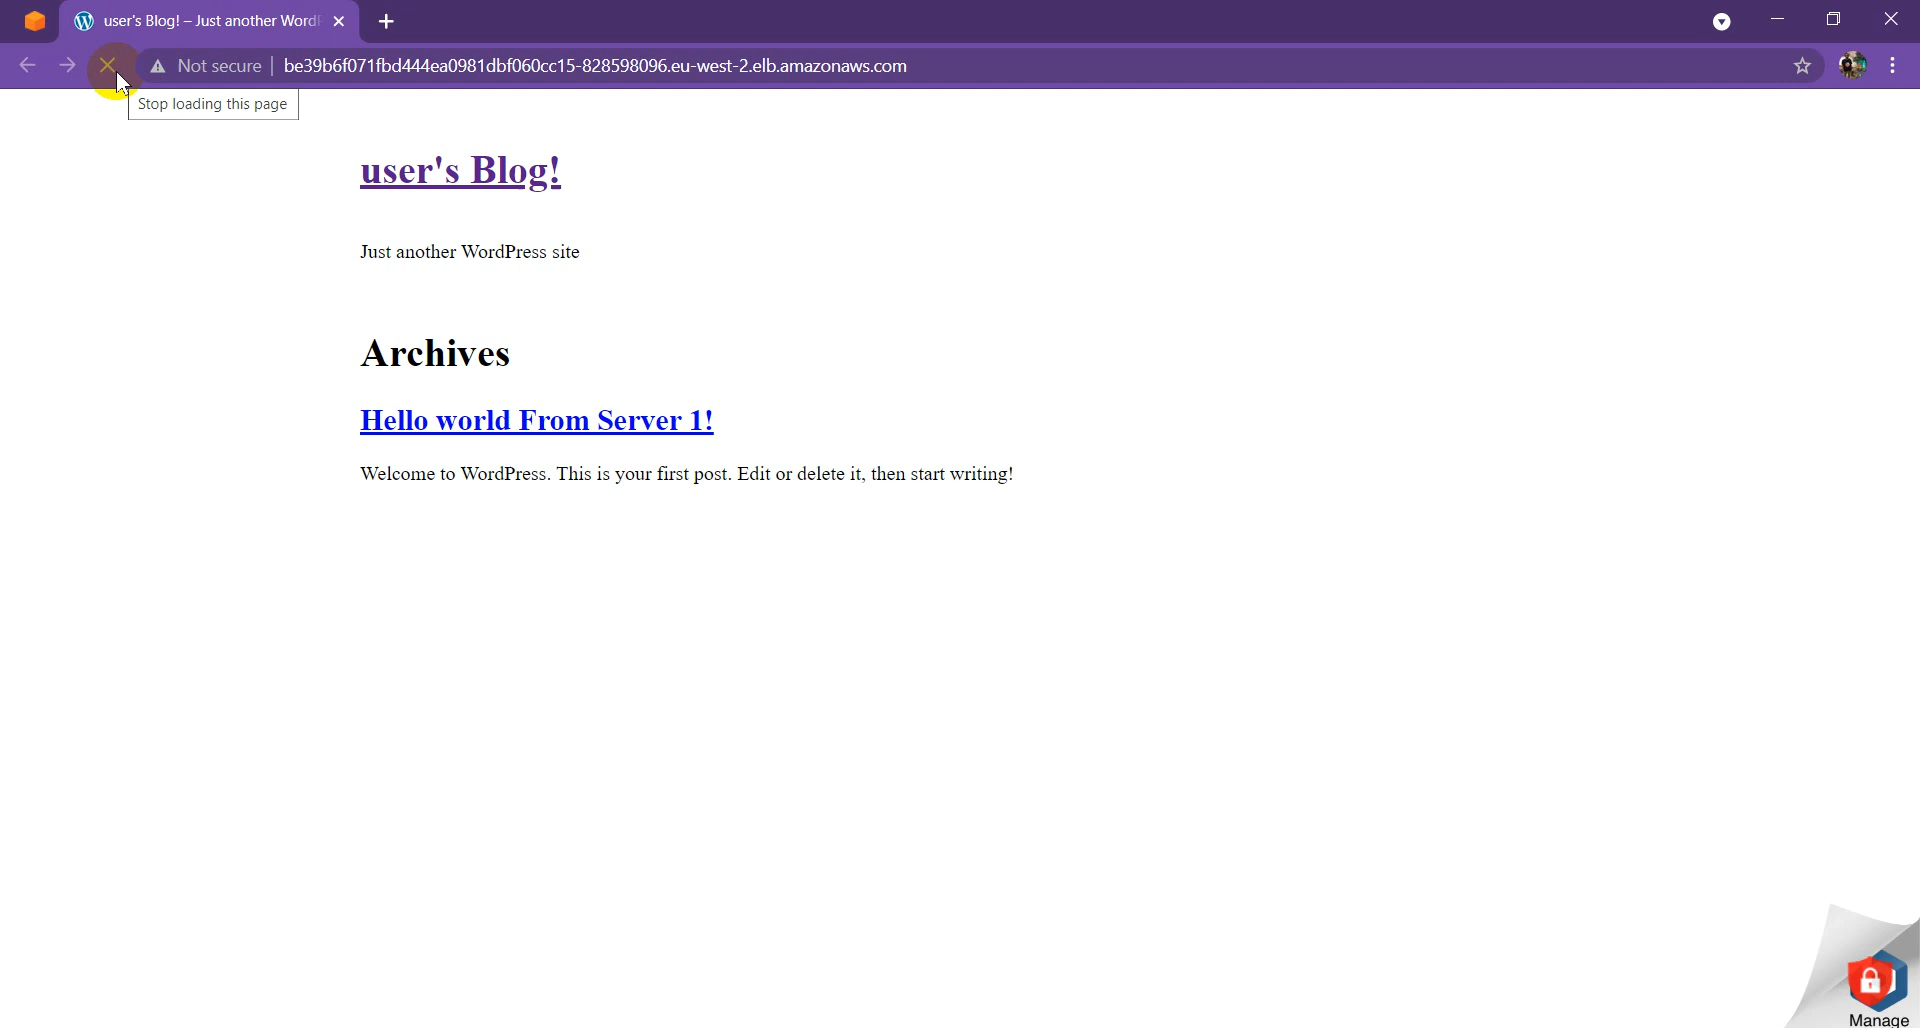 user's Blog! – Just another Word
Not secure
be39b6f071fbd444ea0981dbf060cc15-828598096.eu-west-2.elb.amazonaws.com
Stop loading this page
user's Blog!
Just another WordPress site
Archives
Hello world From Server 1!
Welcome to WordPress. This is your first post. Edit or delete it, then start writing!
Manage